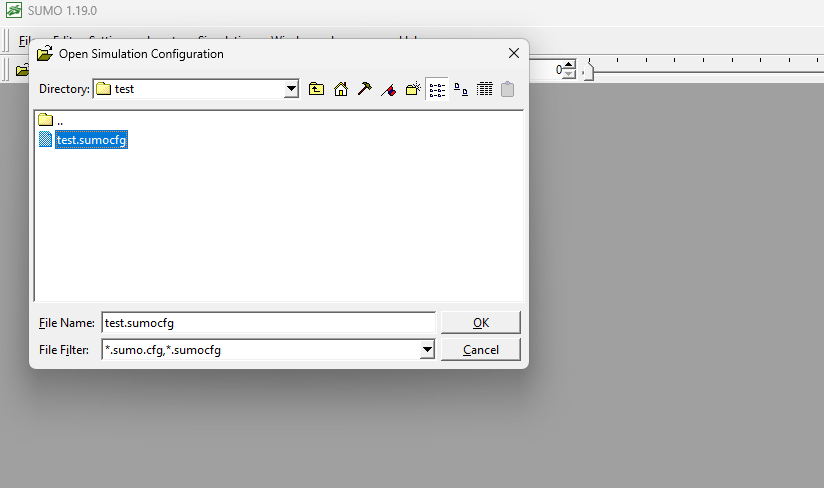 SUMO 1.19.0
Open Simulation Configuration
Directory: test
0
..
test.sumocfg
File Name: test.sumocfg
OK
File Filter: *.sumo.cfg,*.sumocfg
Cancel